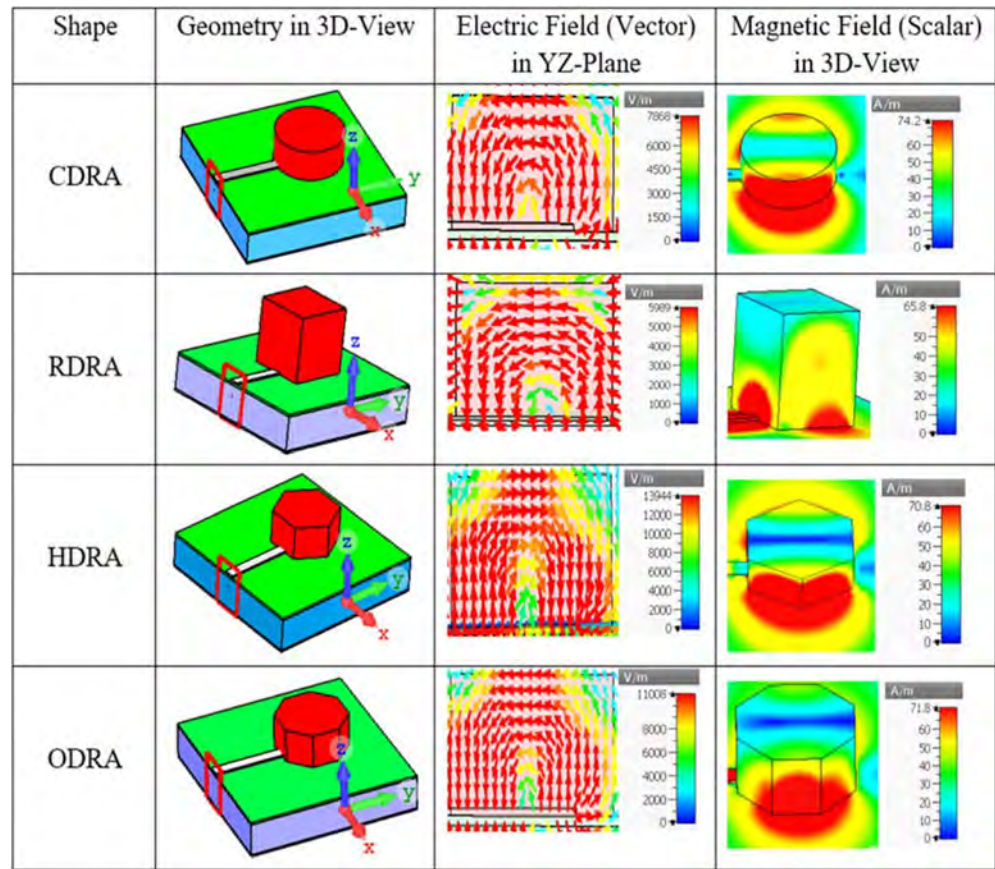 Shape
Geometry in 3D-View
Electric Field (Vector)
in YZ-Plane
Magnetic Field (Scalar)
in 3D-View
CDRA
z
y
x
V/m
7868
6000
4500
3000
1500
0
A/m
74.2
60
50
40
30
20
10
0
RDRA
z
y
x
V/m
5989
5000
4000
3000
2000
1000
0
A/m
65.8
50
40
30
20
10
0
HDRA
z
y
x
V/m
13944
12000
10000
8000
6000
4000
2000
0
A/m
70.8
60
50
40
30
20
10
0
ODRA
z
y
x
V/m
11008
8000
6000
4000
2000
0
A/m
71.8
60
50
40
30
20
10
0